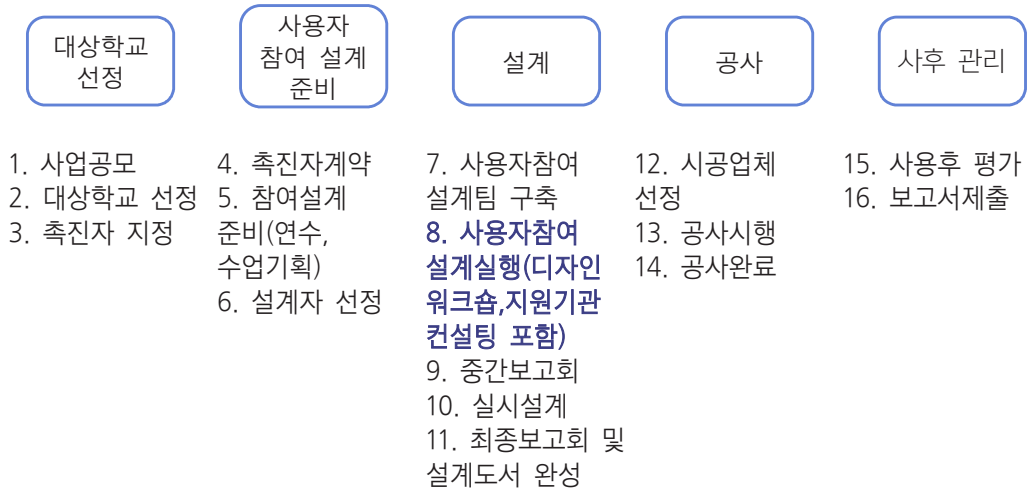 대상학교
선정
사용자
참여 설계
준비
설계
공사
사후 관리
1. 사업공모
2. 대상학교 선정
3. 촉진자 지정
4. 촉진자계약
5. 참여설계
준비(연수,
수업기획)
6. 설계자 선정
7. 사용자참여
설계팀 구축
8. 사용자참여
설계실행(디자인
워크숍,지원기관
컨설팅 포함)
9. 중간보고회
10. 실시설계
11. 최종보고회 및
설계도서 완성
12. 시공업체
선정
13. 공사시행
14. 공사완료
15. 사용후 평가
16. 보고서제출